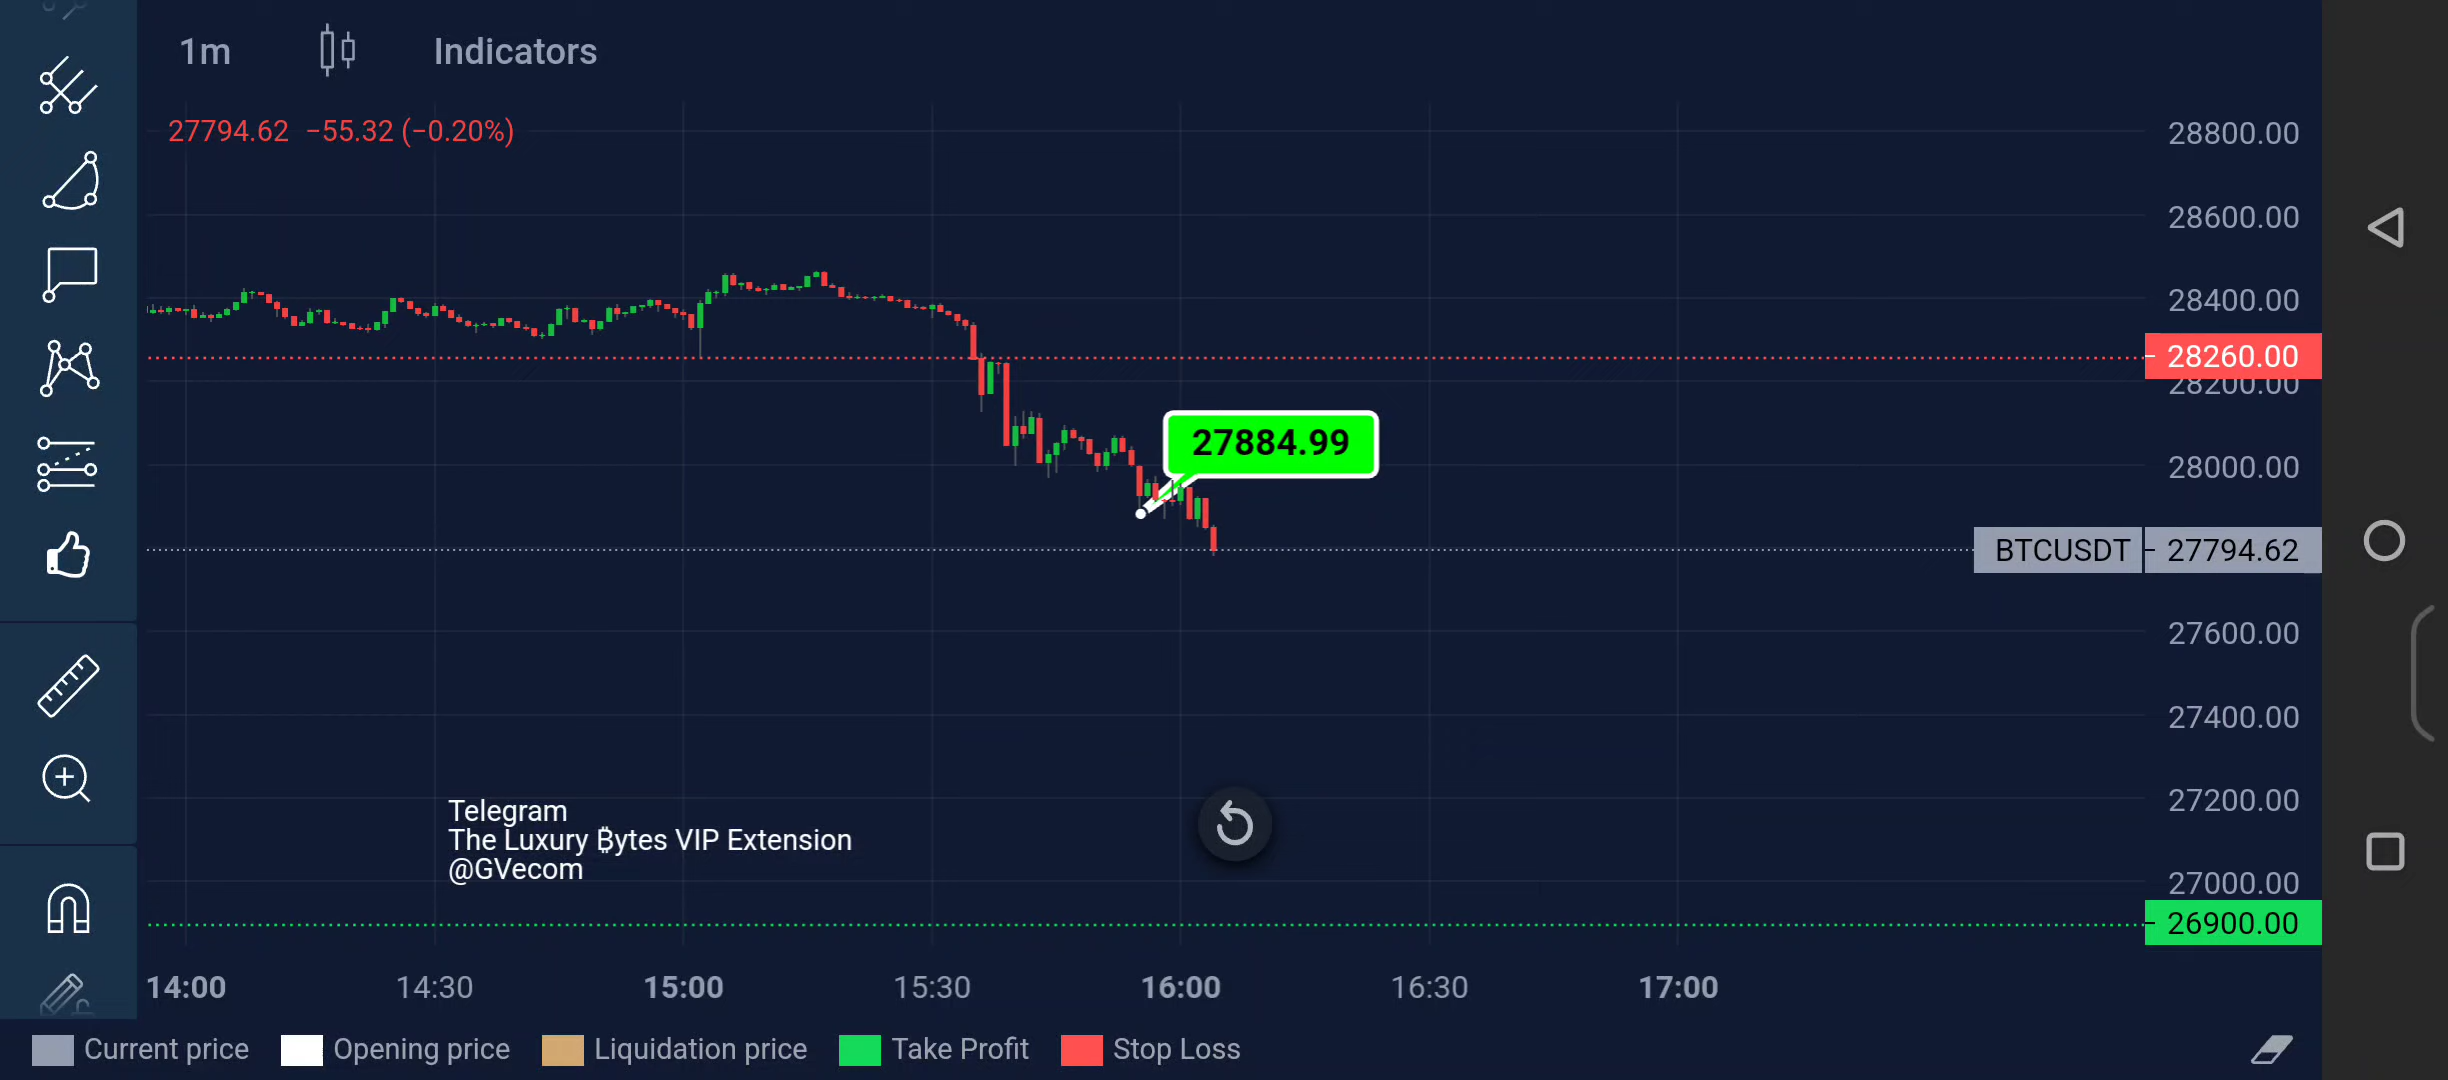 1m Indicators
27794.62 −55.32 (−0.20%)
28800.00
28600.00
28400.00
28260.00
28200.00
27884.99
28000.00
BTCUSDT 27794.62
27600.00
27400.00
27200.00
Telegram
The Luxury ₿ytes VIP Extension
@GVecom
27000.00
26900.00
14:00 14:30 15:00 15:30 16:00 16:30 17:00
Current price Opening price Liquidation price Take Profit Stop Loss